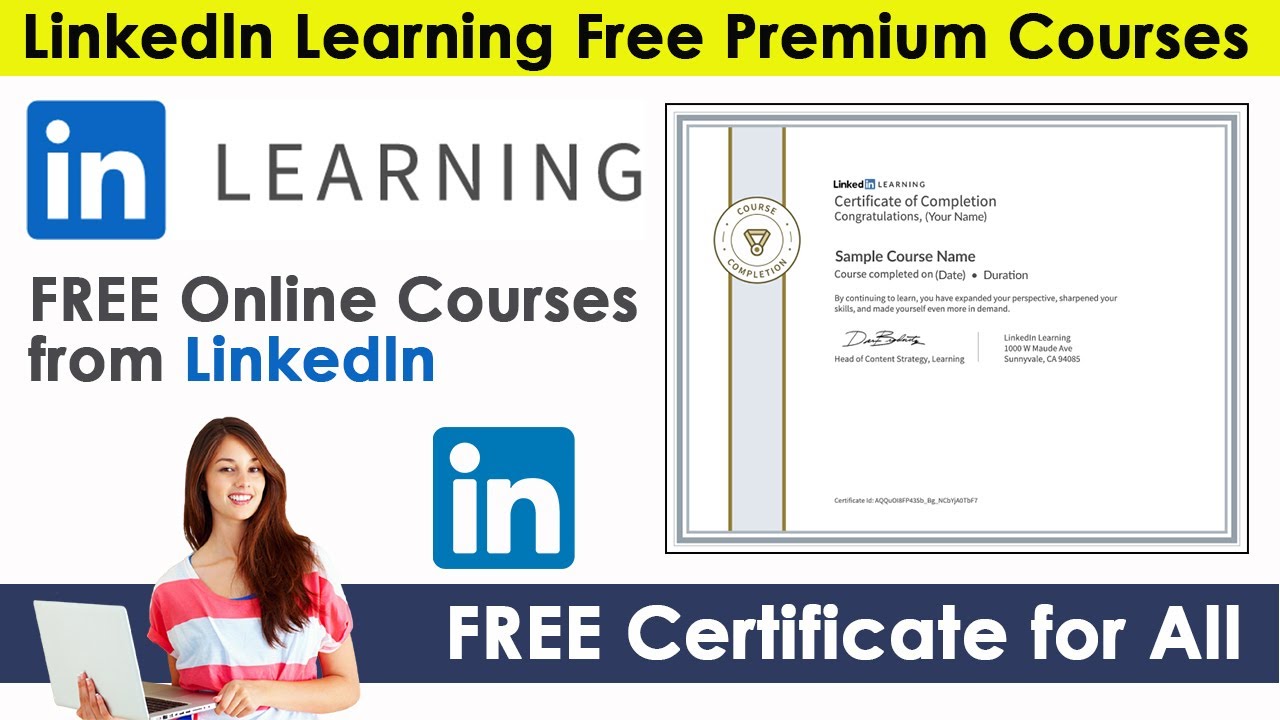 LinkedIn Learning Free Premium Courses
in LEARNING
FREE Online Courses
from LinkedIn
in
Linked in LEARNING
Certificate of Completion
Congratulations, (Your Name)
COURSE
COMPLETION
Sample Course Name
Course completed on (Date) • Duration
By continuing to learn, you have expanded your perspective, sharpened your
skills, and made yourself even more in demand.
Head of Content Strategy, Learning
LinkedIn Learning
1000 W Maude Ave
Sunnyvale, CA 94085
FREE Certificate for All